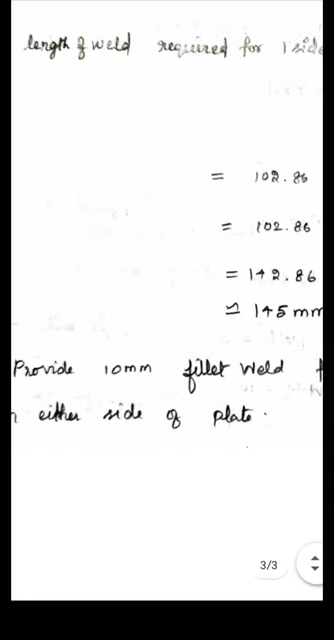 length of weld required for 1 side
= 102.86
= 102.86
= 142.86
≃ 145 mm
Provide 10mm fillet weld
either side of plate.
3/3